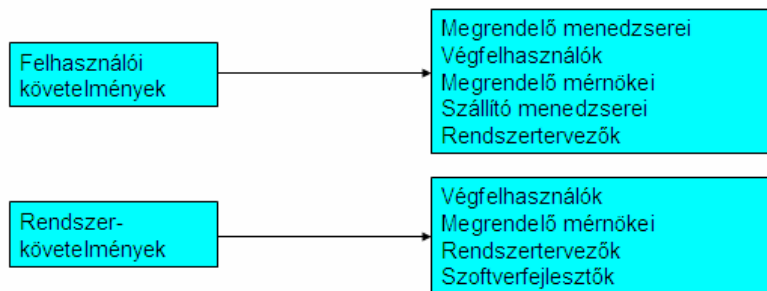 Felhasználói
követelmények
Megrendelő menedzserei
Végfelhasználók
Megrendelő mérnökei
Szállító menedzserei
Rendszertervezők
Rendszer-
követelmények
Végfelhasználók
Megrendelő mérnökei
Rendszertervezők
Szoftverfejlesztők